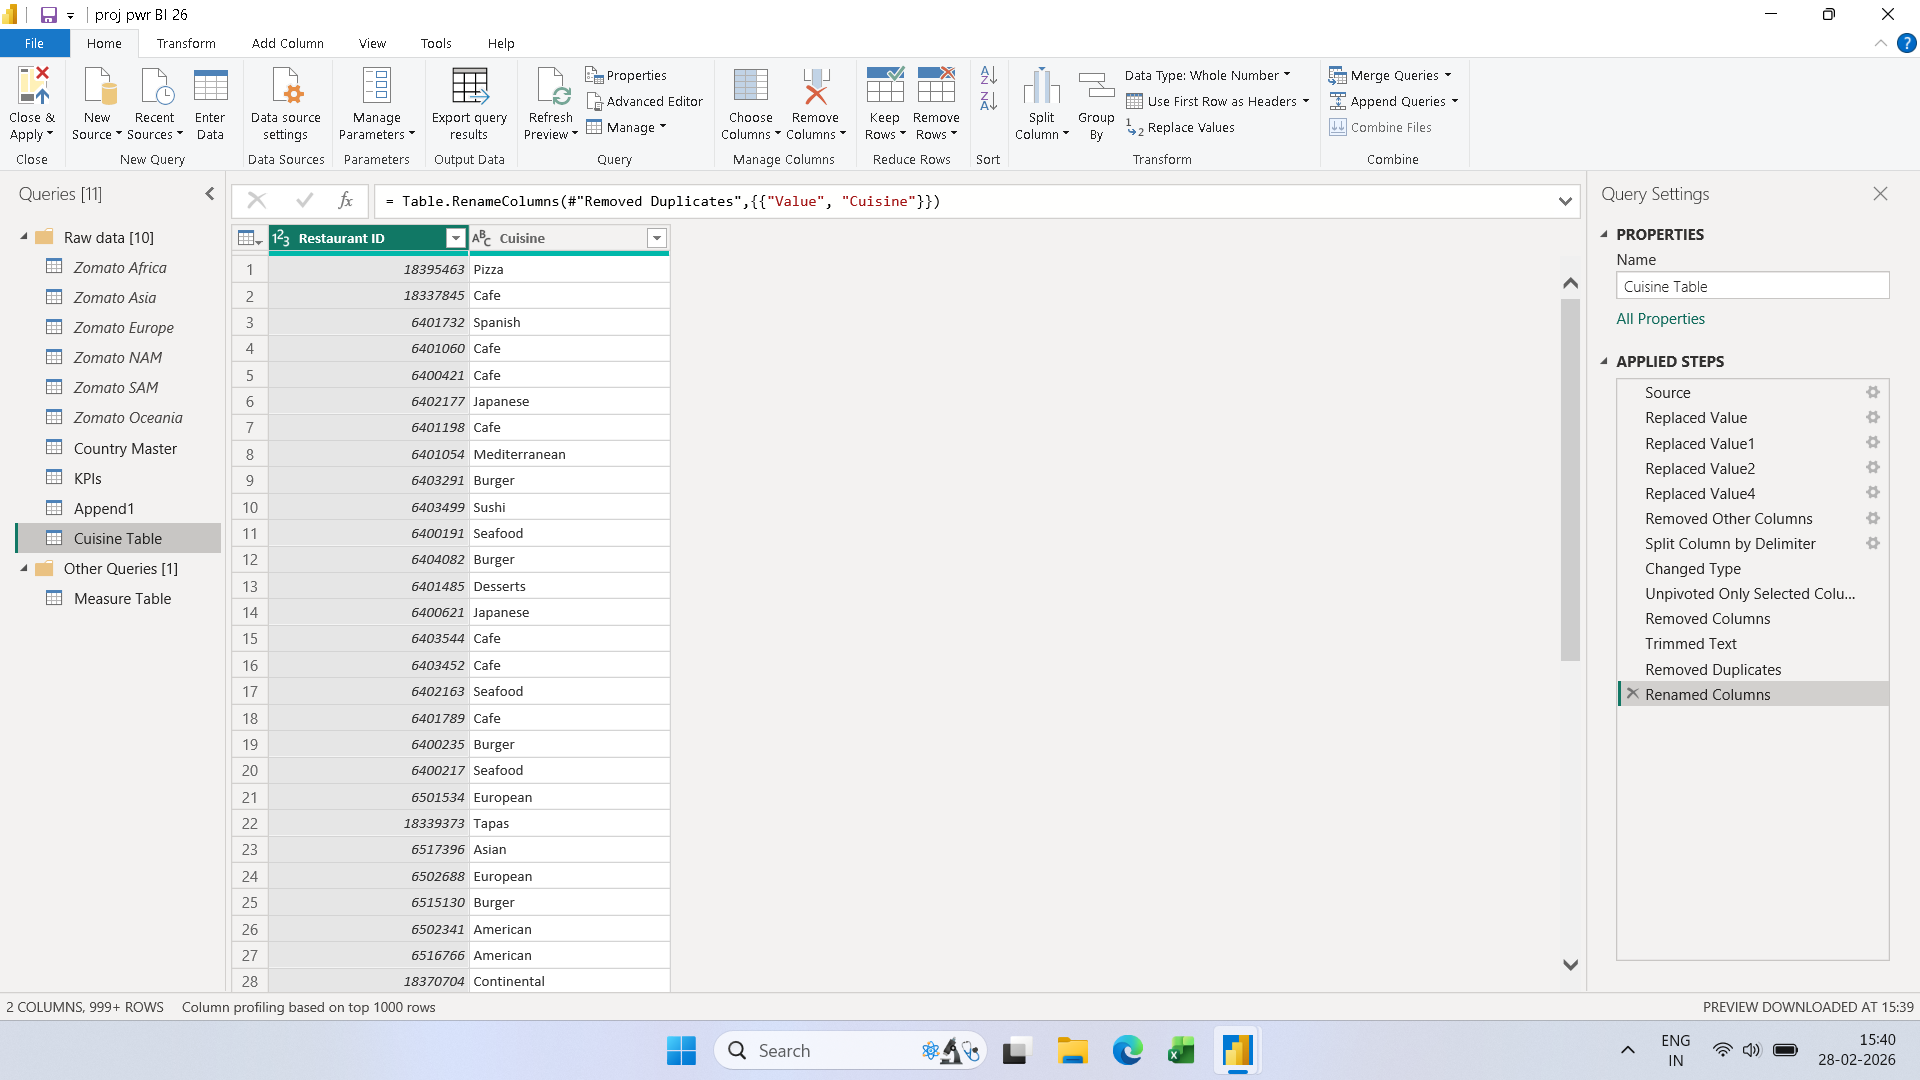 proj pwr BI 26
File Home Transform Add Column View Tools Help
Close & Apply
Close
New Source
Recent Sources
Enter Data
New Query
Data source settings
Data Sources
Manage Parameters
Parameters
Export query results
Output Data
Refresh Preview
Properties
Advanced Editor
Manage
Query
Choose Columns
Remove Columns
Manage Columns
Keep Rows
Remove Rows
Reduce Rows
Sort
Split Column
Group By
Data Type: Whole Number
Use First Row as Headers
Replace Values
Transform
Merge Queries
Append Queries
Combine Files
Combine
Queries [11]
Raw data [10]
Zomato Africa
Zomato Asia
Zomato Europe
Zomato NAM
Zomato SAM
Zomato Oceania
Country Master
KPIs
Append1
Cuisine Table
Other Queries [1]
Measure Table
fx = Table.RenameColumns(#"Removed Duplicates",{{"Value", "Cuisine"}})
Restaurant ID Cuisine
1 18395463 Pizza
2 18337845 Cafe
3 6401732 Spanish
4 6401060 Cafe
5 6400421 Cafe
6 6402177 Japanese
7 6401198 Cafe
8 6401054 Mediterranean
9 6403291 Burger
10 6403499 Sushi
11 6400191 Seafood
12 6404082 Burger
13 6401485 Desserts
14 6400621 Japanese
15 6403544 Cafe
16 6403452 Cafe
17 6402163 Seafood
18 6401789 Cafe
19 6400235 Burger
20 6400217 Seafood
21 6501534 European
22 18339373 Tapas
23 6517396 Asian
24 6502688 European
25 6515130 Burger
26 6502341 American
27 6516766 American
28 18370704 Continental
Query Settings
PROPERTIES
Name
Cuisine Table
All Properties
APPLIED STEPS
Source
Replaced Value
Replaced Value1
Replaced Value2
Replaced Value4
Removed Other Columns
Split Column by Delimiter
Changed Type
Unpivoted Only Selected Colu...
Removed Columns
Trimmed Text
Removed Duplicates
Renamed Columns
2 COLUMNS, 999+ ROWS Column profiling based on top 1000 rows PREVIEW DOWNLOADED AT 15:39
Search
ENG
IN
15:40
28-02-2026